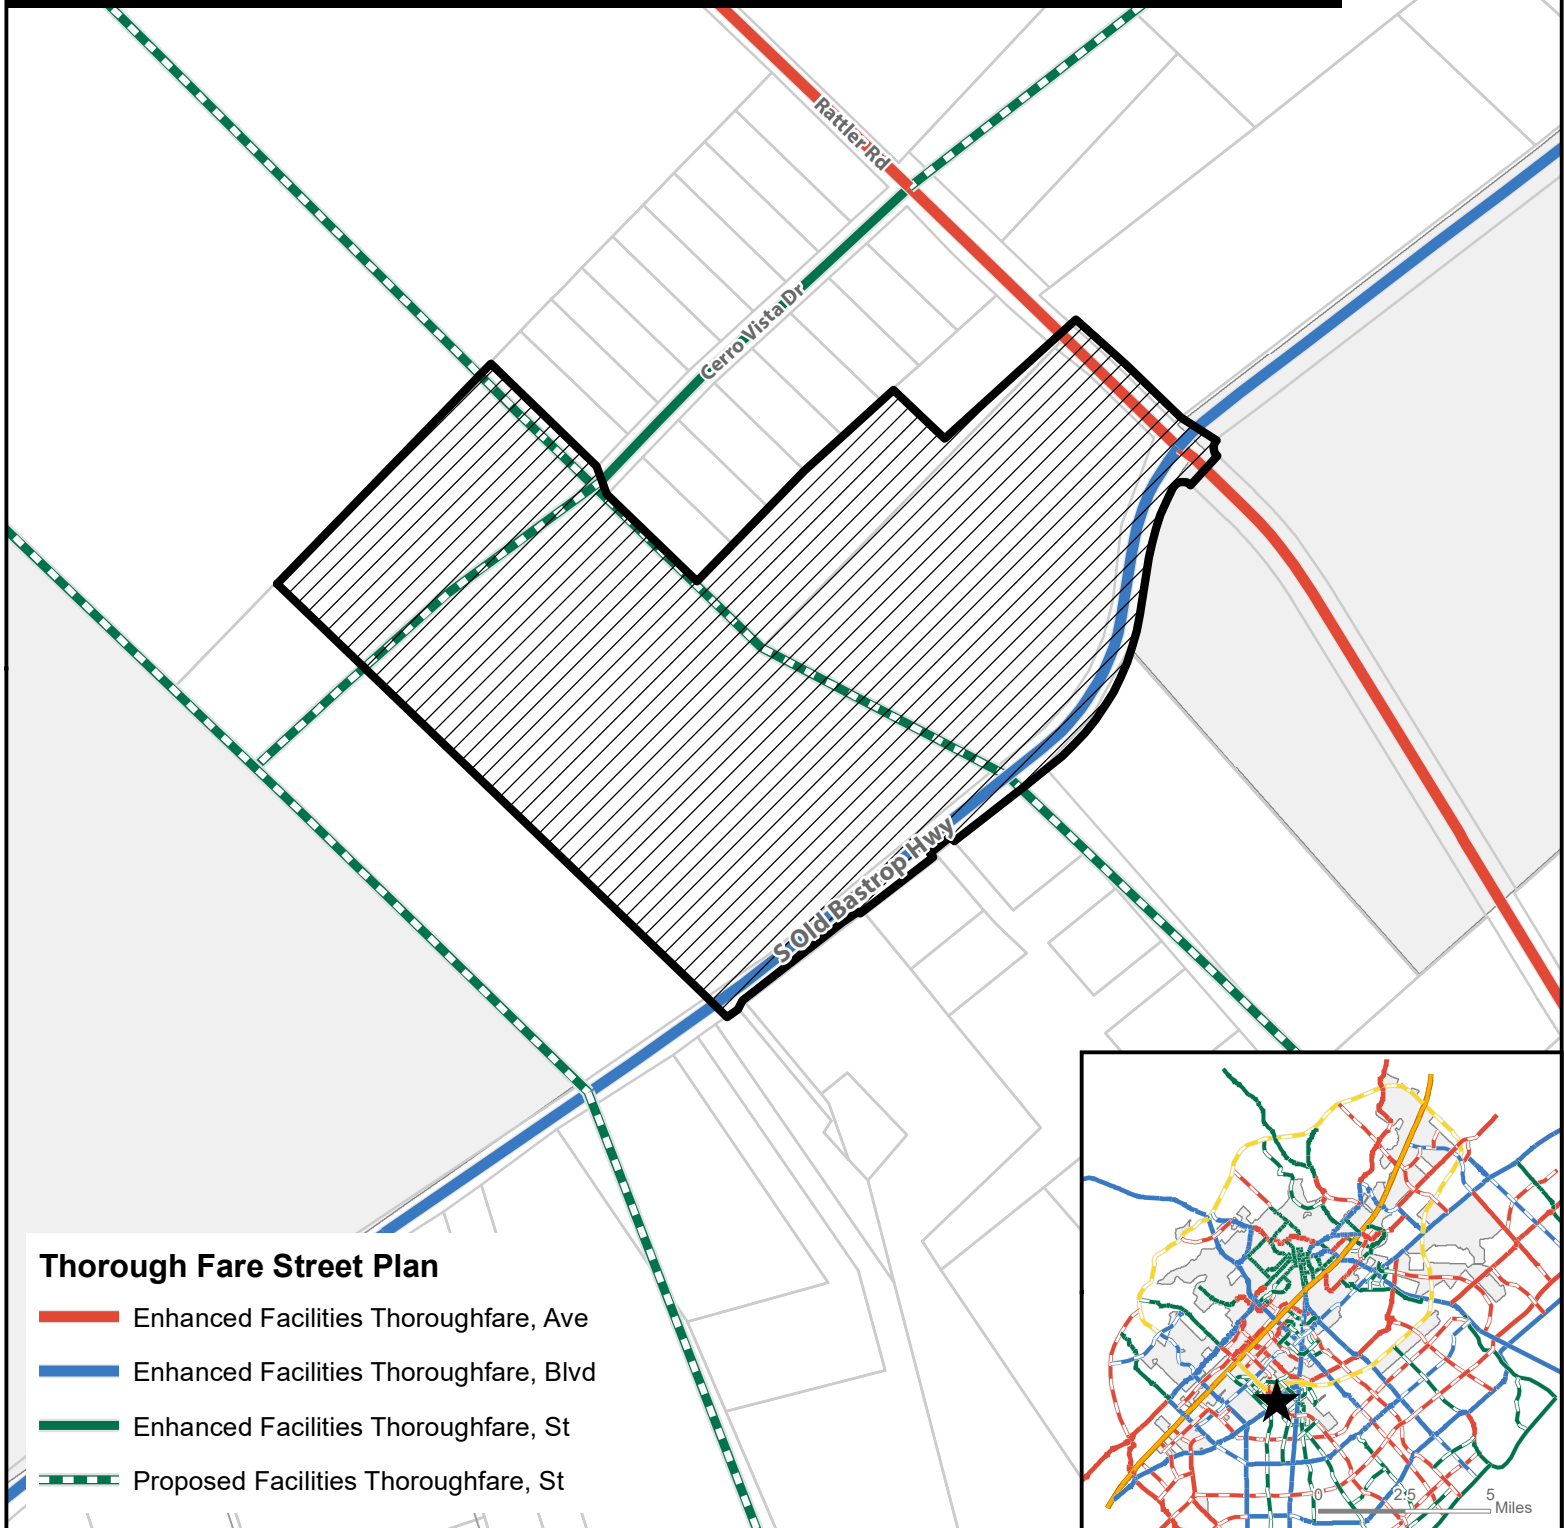 Rattler Rd
Cerro Vista Dr
S Old Bastrop Hwy
Thorough Fare Street Plan
Enhanced Facilities Thoroughfare, Ave
Enhanced Facilities Thoroughfare, Blvd
Enhanced Facilities Thoroughfare, St
Proposed Facilities Thoroughfare, St
0 2.5 5
Miles